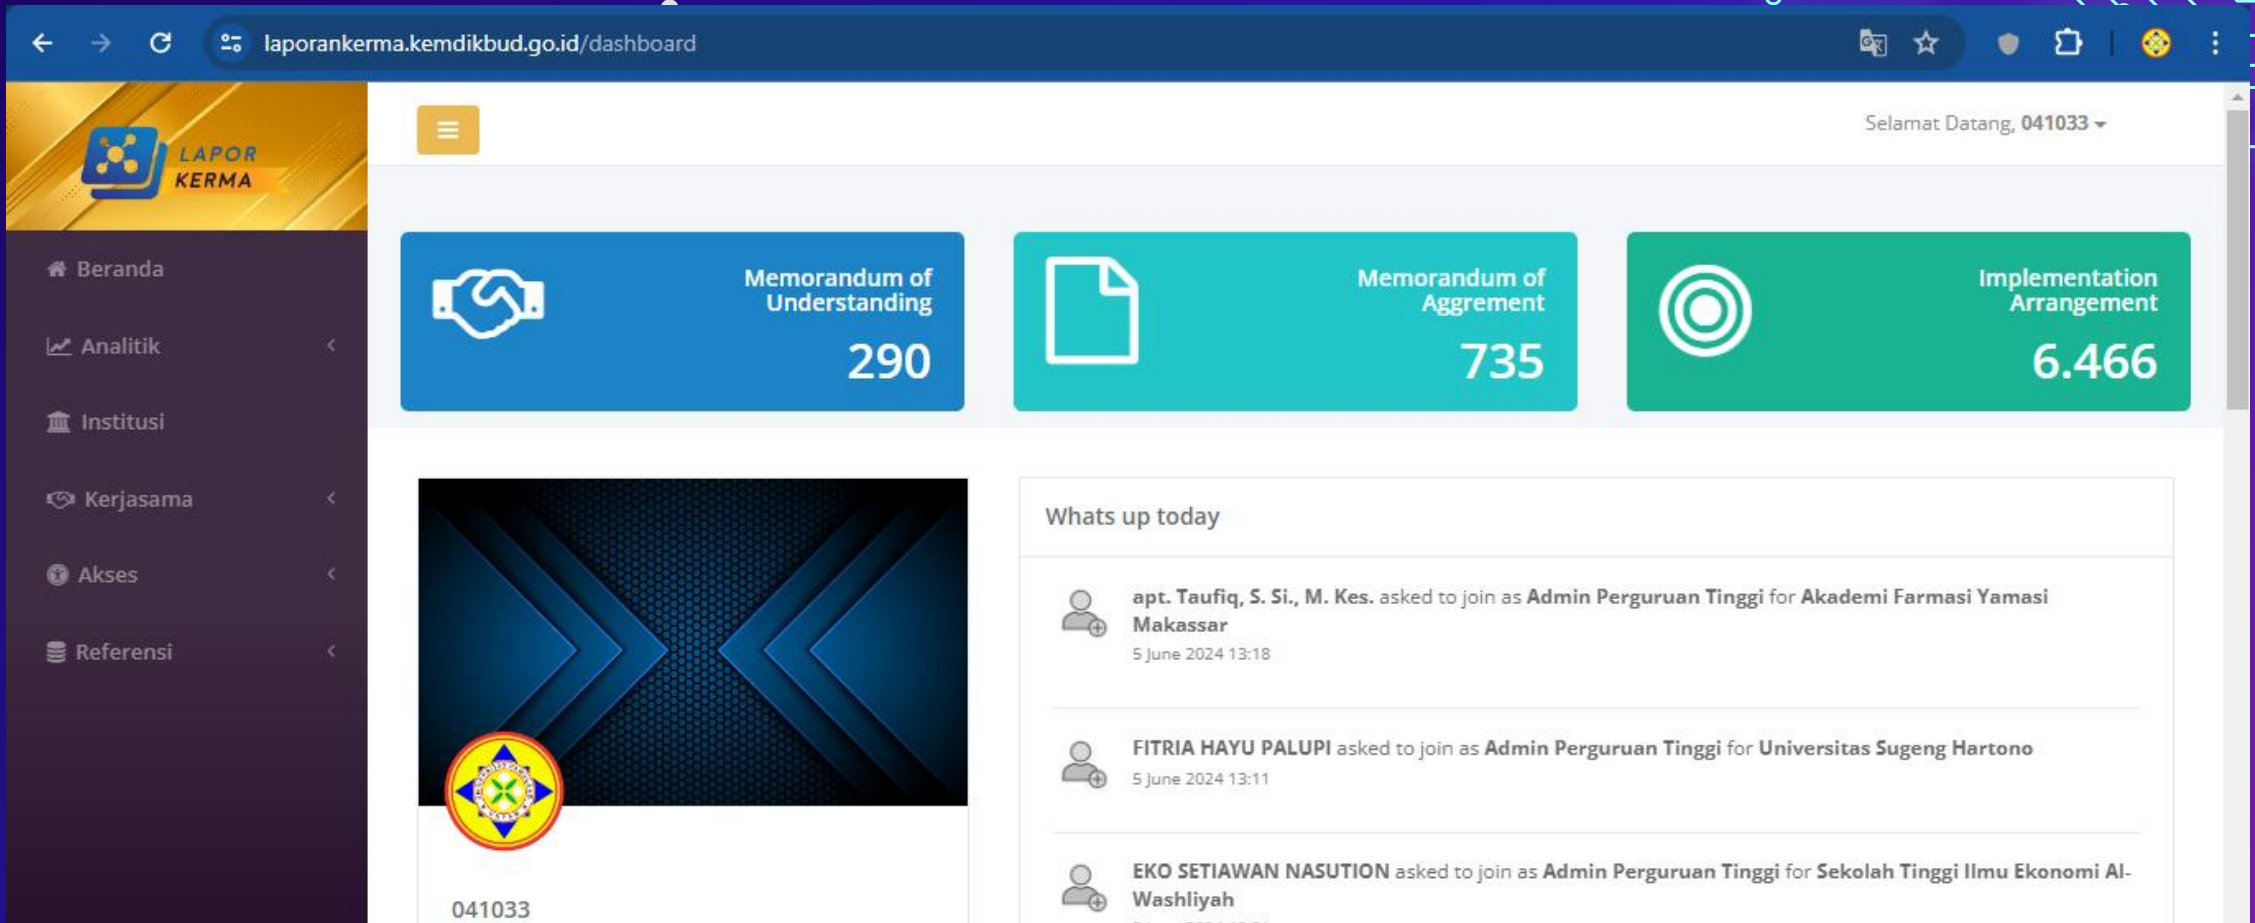 laporankerma.kemdikbud.go.id/dashboard
LAPOR
KERMA
Selamat Datang, 041033
Beranda
Analitik
Institusi
Kerjasama
Akses
Referensi
Memorandum of
Understanding
290
Memorandum of
Aggrement
735
Implementation
Arrangement
6.466
041033
Whats up today
apt. Taufiq, S. Si., M. Kes. asked to join as Admin Perguruan Tinggi for Akademi Farmasi Yamasi
Makassar
5 June 2024 13:18
FITRIA HAYU PALUPI asked to join as Admin Perguruan Tinggi for Universitas Sugeng Hartono
5 June 2024 13:11
EKO SETIAWAN NASUTION asked to join as Admin Perguruan Tinggi for Sekolah Tinggi Ilmu Ekonomi Al-
Washliyah